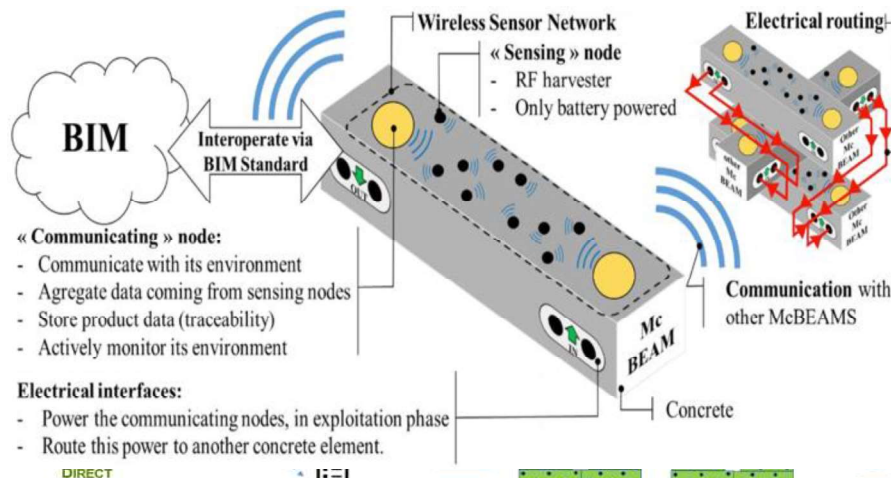 Wireless Sensor Network
Electrical routing
« Sensing » node
- RF harvester
- Only battery powered
BIM
Interoperate via
BIM Standard
OUT
Other
Mc
BEAM
other
Mc
BEAM
Other
Mc
BEAM
« Communicating » node:
- Communicate with its environment
- Agregate data coming from sensing nodes
- Store product data (traceability)
- Actively monitor its environment
Communication with
other McBEAMS
IN
Mc
BEAM
Electrical interfaces:
- Power the communicating nodes, in exploitation phase
- Route this power to another concrete element.
Concrete
DIRECT